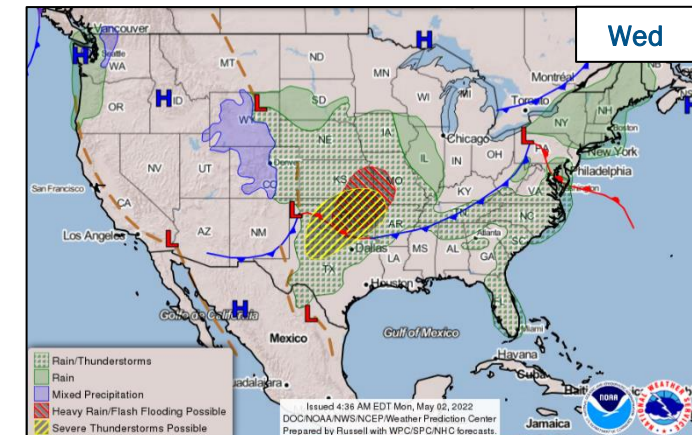 Wed
Vancouver
Seattle
H
WA
MT
ND
H
MN
Montréal
NB
OR
H
ID
L
SD
WI
MI
Toronto
L
NY
NH
Boston
WY
NE
IA
Chicago
PA
New York
NV
UT
Denver
CO
KS
MO
IL
IN
OH
Philadelphia
San Francisco
CA
KY
VA
Los Angeles
L
AZ
NM
L
AR
TN
NC
Dallas
MS
AL
Atlanta
GA
SC
TX
LA
H
Golfo de California
L
Houston
FL
Mexico
Gulf of Mexico
Miami
Havana
Cuba
Haiti
Jamaica
Rain/Thunderstorms
Rain
Mixed Precipitation
Heavy Rain/Flash Flooding Possible
Severe Thunderstorms Possible
Issued 4:36 AM EDT Mon, May 02, 2022
DOC/NOAA/NWS/NCEP/Weather Prediction Center
Prepared by Russell with WPC/SPC/NHC forecasts.
NOAA